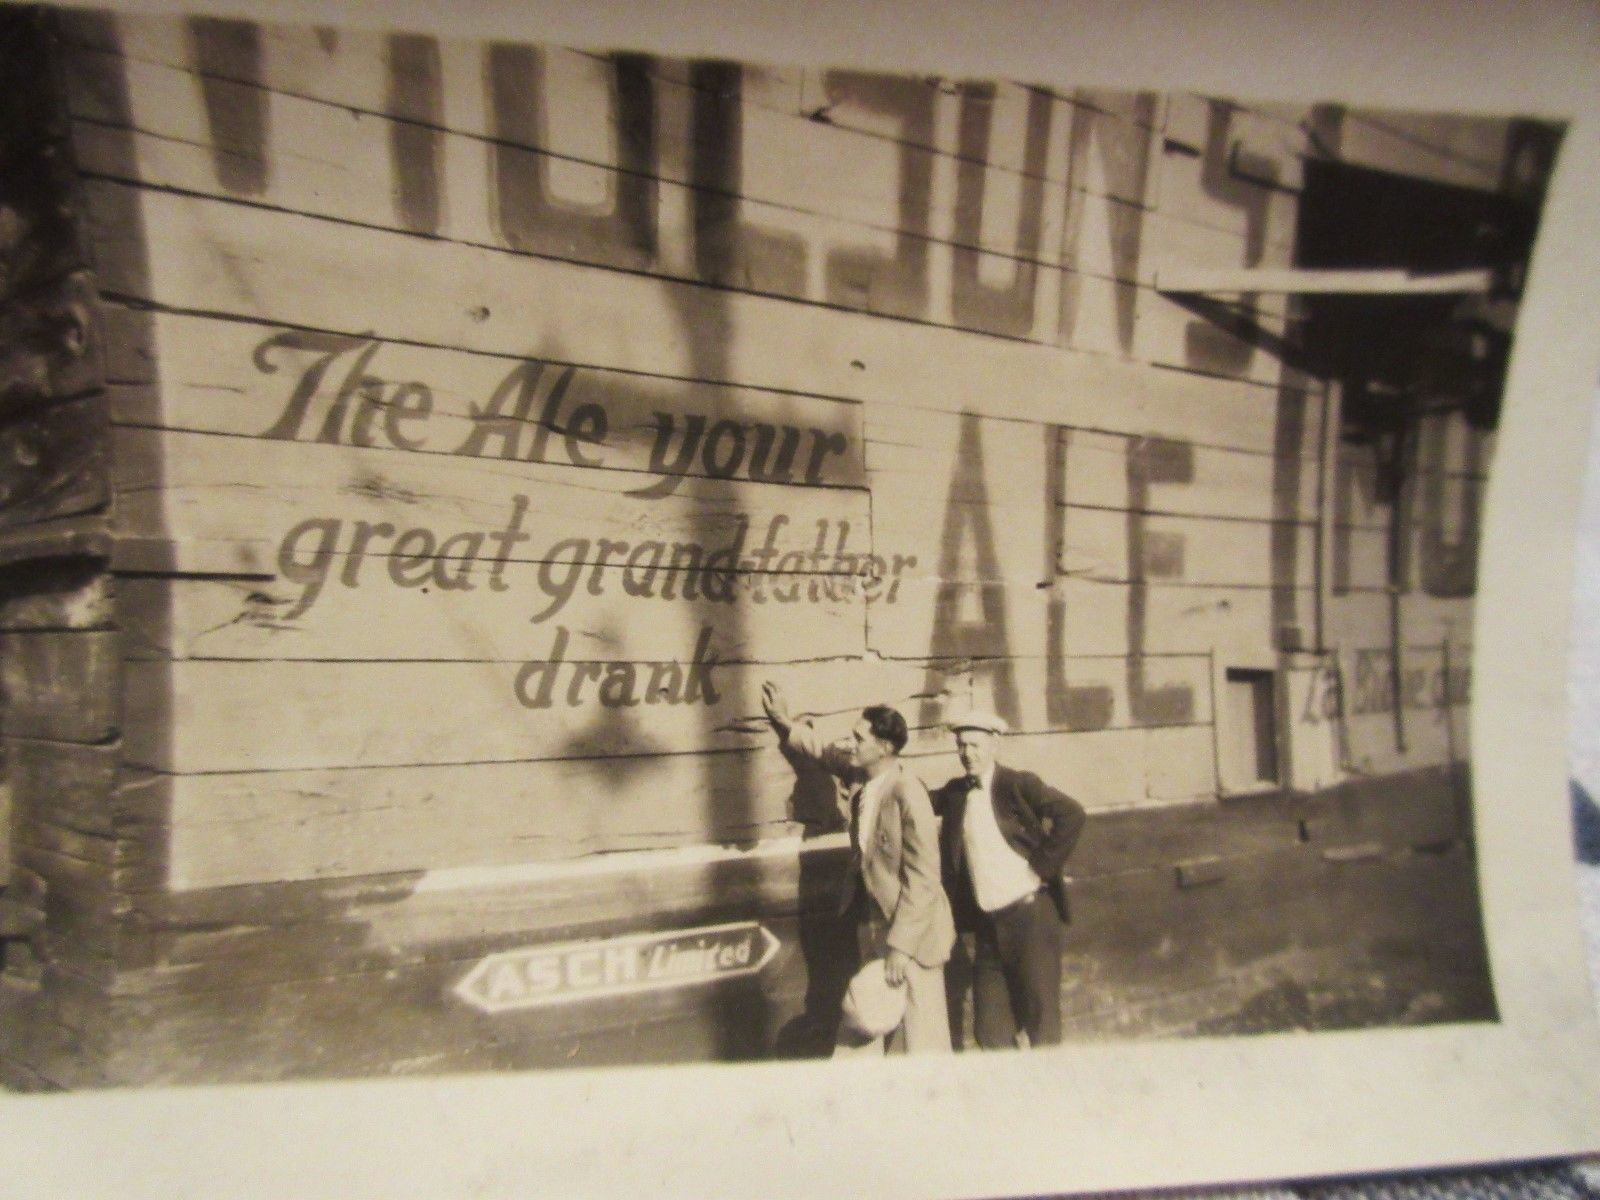 MOLSON'S
The Ale your
great grandfather
drank
ALE
ASCH Limited